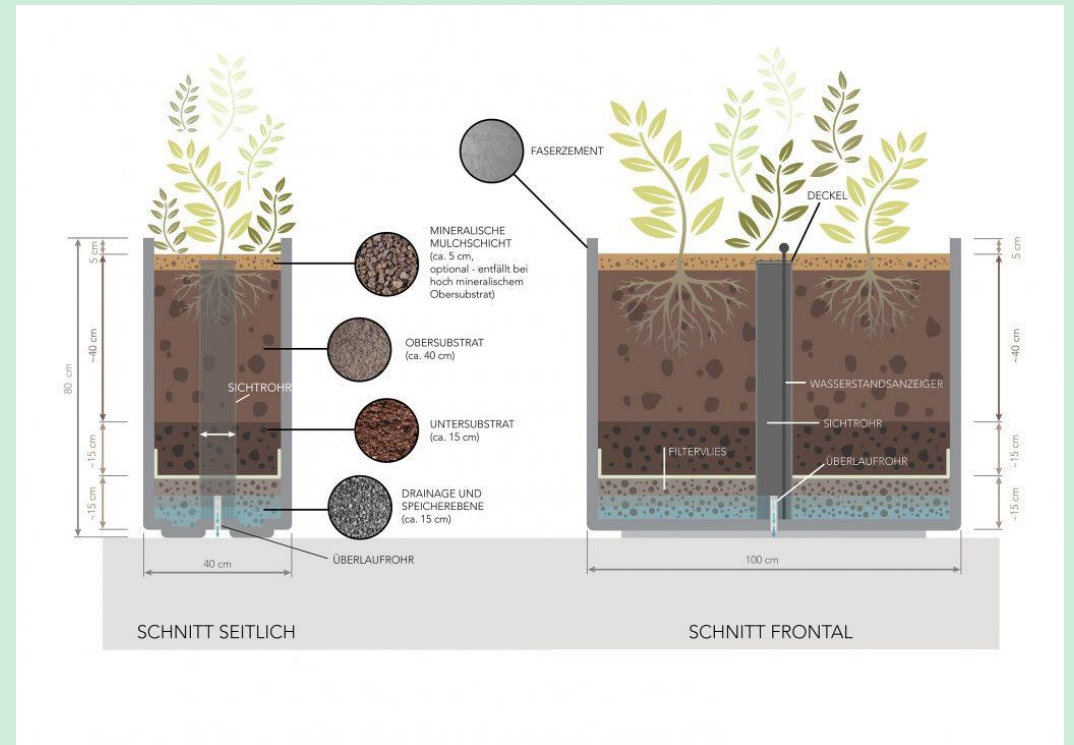 FASERZEMENT
DECKEL
MINERALISCHE
MULCHSCHICHT
(ca. 5 cm,
optional - entfällt bei
hoch mineralischem
Obersubstrat)
OBERSUBSTRAT
(ca. 40 cm)
SICHTROHR
UNTERSUBSTRAT
(ca. 15 cm)
DRAINAGE UND
SPEICHEREBENE
(ca. 15 cm)
ÜBERLAUFROHR
80 cm
5 cm
~40 cm
~15 cm
~15 cm
40 cm
SCHNITT SEITLICH
WASSERSTANDSANZEIGER
SICHTROHR
FILTERVLIES
ÜBERLAUFROHR
5 cm
~40 cm
~15 cm
~15 cm
100 cm
SCHNITT FRONTAL